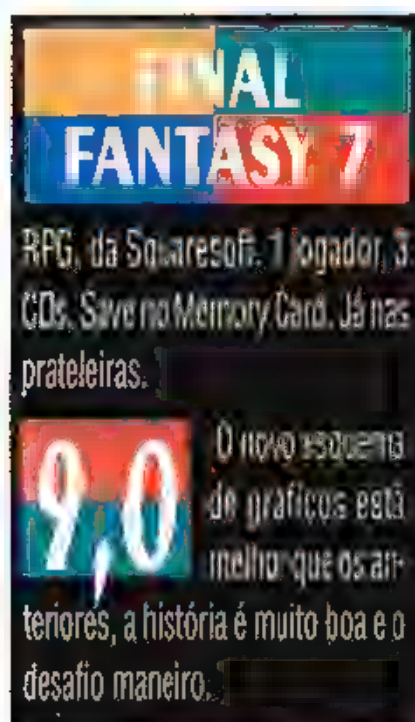 FINAL
FANTASY 7
RPG, da Squaresoft. 1 jogador. 3
CDs. Save no Memory Card. Já nas
prateleiras.
9,0
O novo esquema
de gráficos está
melhor que os an-
teriores, a história é muito boa e o
desafio maneiro.